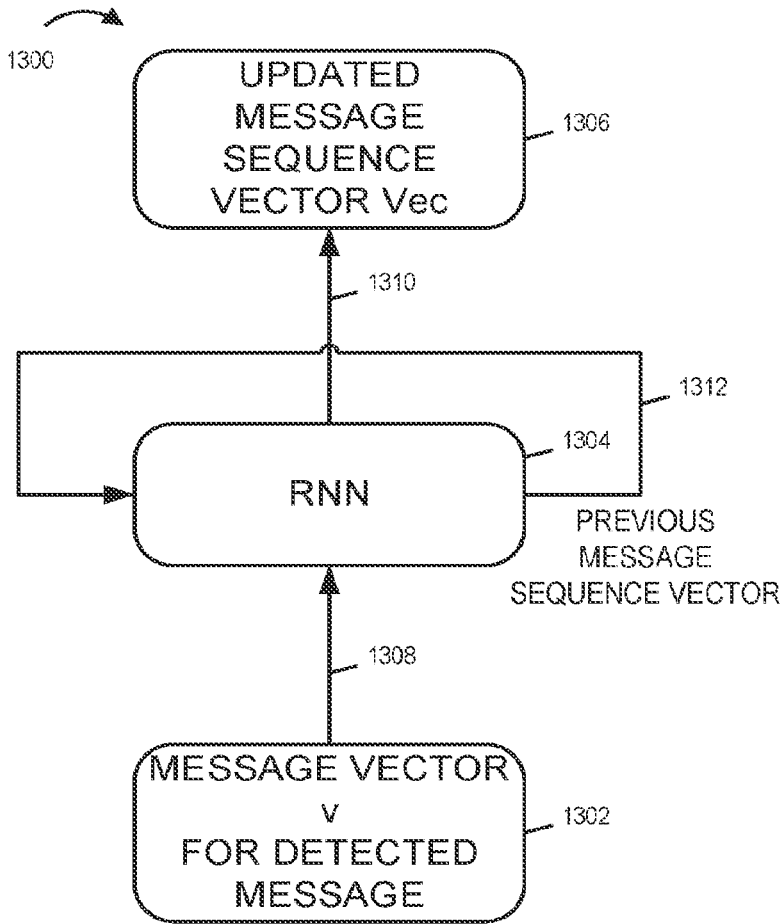 1300
UPDATED
MESSAGE
SEQUENCE
VECTOR Vec
1306
1310
1312
1304
RNN
PREVIOUS
MESSAGE
SEQUENCE VECTOR
1308
MESSAGE VECTOR
v
FOR DETECTED
MESSAGE
1302